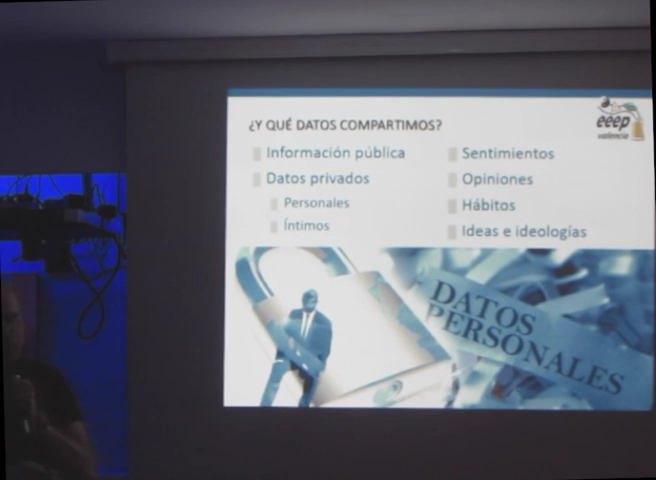 ¿Y QUÉ DATOS COMPARTIMOS?
eeep
valencia
Información pública
Datos privados
Personales
Íntimos
Sentimientos
Opiniones
Hábitos
Ideas e ideologías
DATOS
PERSONALES